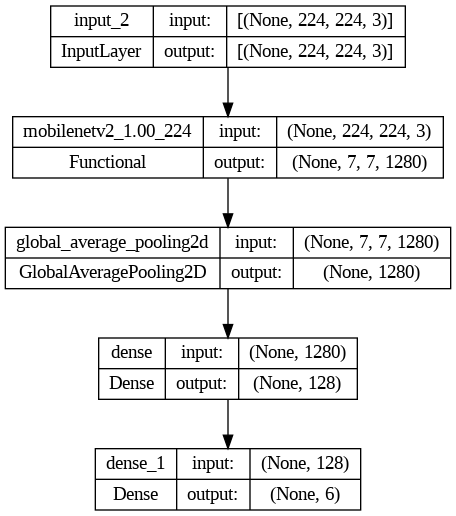 input_2 input: [(None, 224, 224, 3)]
InputLayer output: [(None, 224, 224, 3)]
mobilenetv2_1.00_224 input: (None, 224, 224, 3)
Functional output: (None, 7, 7, 1280)
global_average_pooling2d input: (None, 7, 7, 1280)
GlobalAveragePooling2D output: (None, 1280)
dense input: (None, 1280)
Dense output: (None, 128)
dense_1 input: (None, 128)
Dense output: (None, 6)